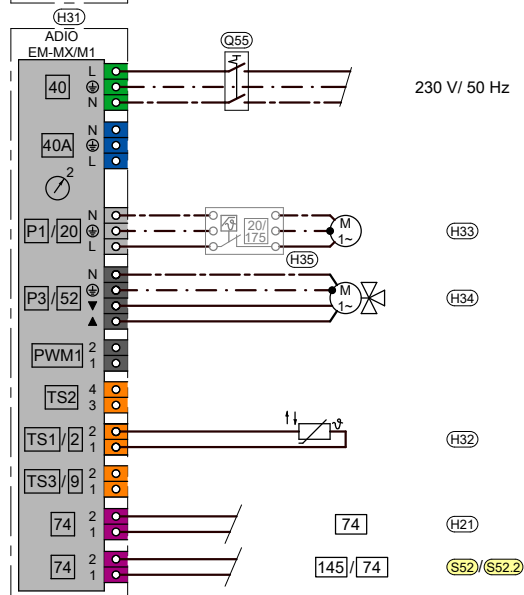 H31
ADIO
EM-MX/M1
Q55
40 L N 230 V/ 50 Hz
40A N L
2
P1/20 N L 20/ 175 M 1~ H33
H35
P3/52 N M 1~ H34
PWM1 2 1
TS2 4 3
TS1/2 2 1 ϑ H32
TS3/9 2 1
74 2 1 74 H21
74 2 1 145/74 S52/S52.2